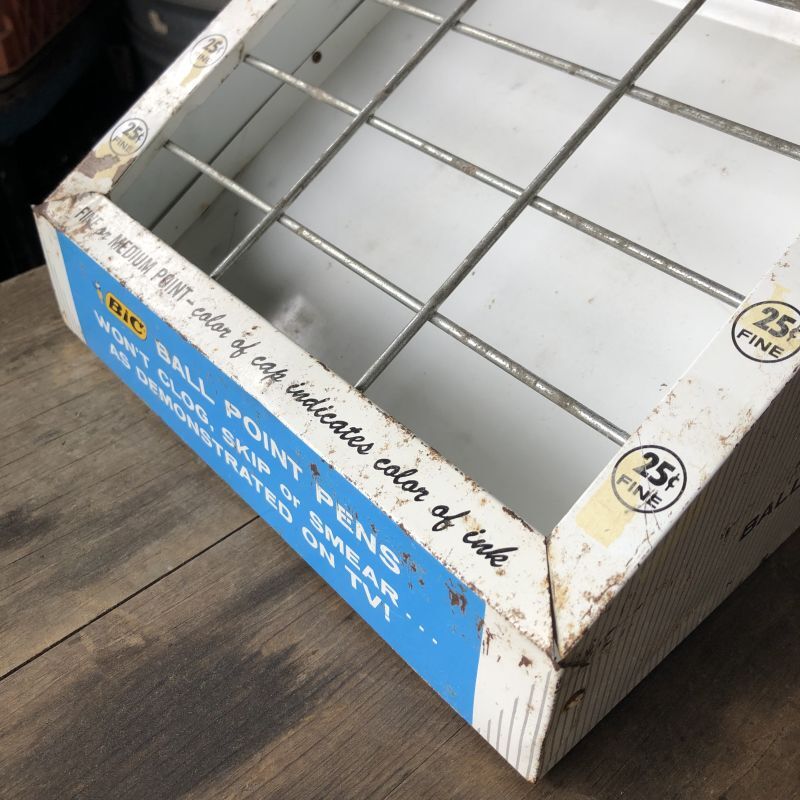 25¢
25¢
FINE
25¢
FINE
25¢
FINE
FINE or MEDIUM POINT - color of cap indicates color of ink
BiC BALL POINT PENS
WON'T CLOG, SKIP or SMEAR...
AS DEMONSTRATED ON TV!
BALL